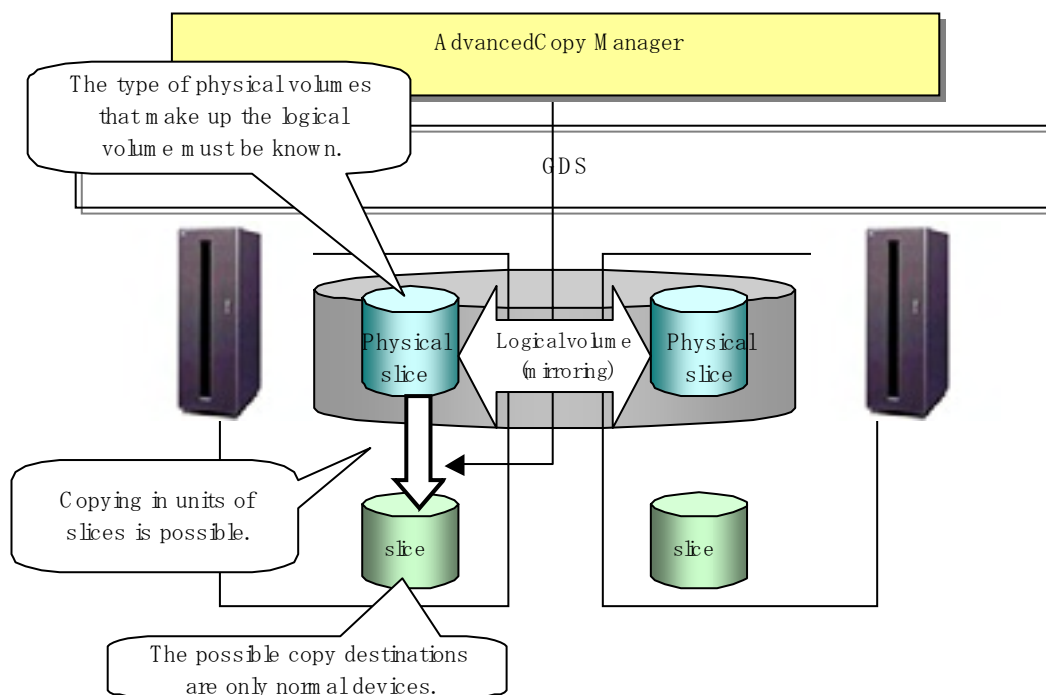 AdvancedCopy Manager
The type of physical volumes
that make up the logical
volume must be known.
GDS
Physical
slice
Logical volume
(mirroring)
Physical
slice
Copying in units of
slices is possible.
slice
slice
The possible copy destinations
are only normal devices.